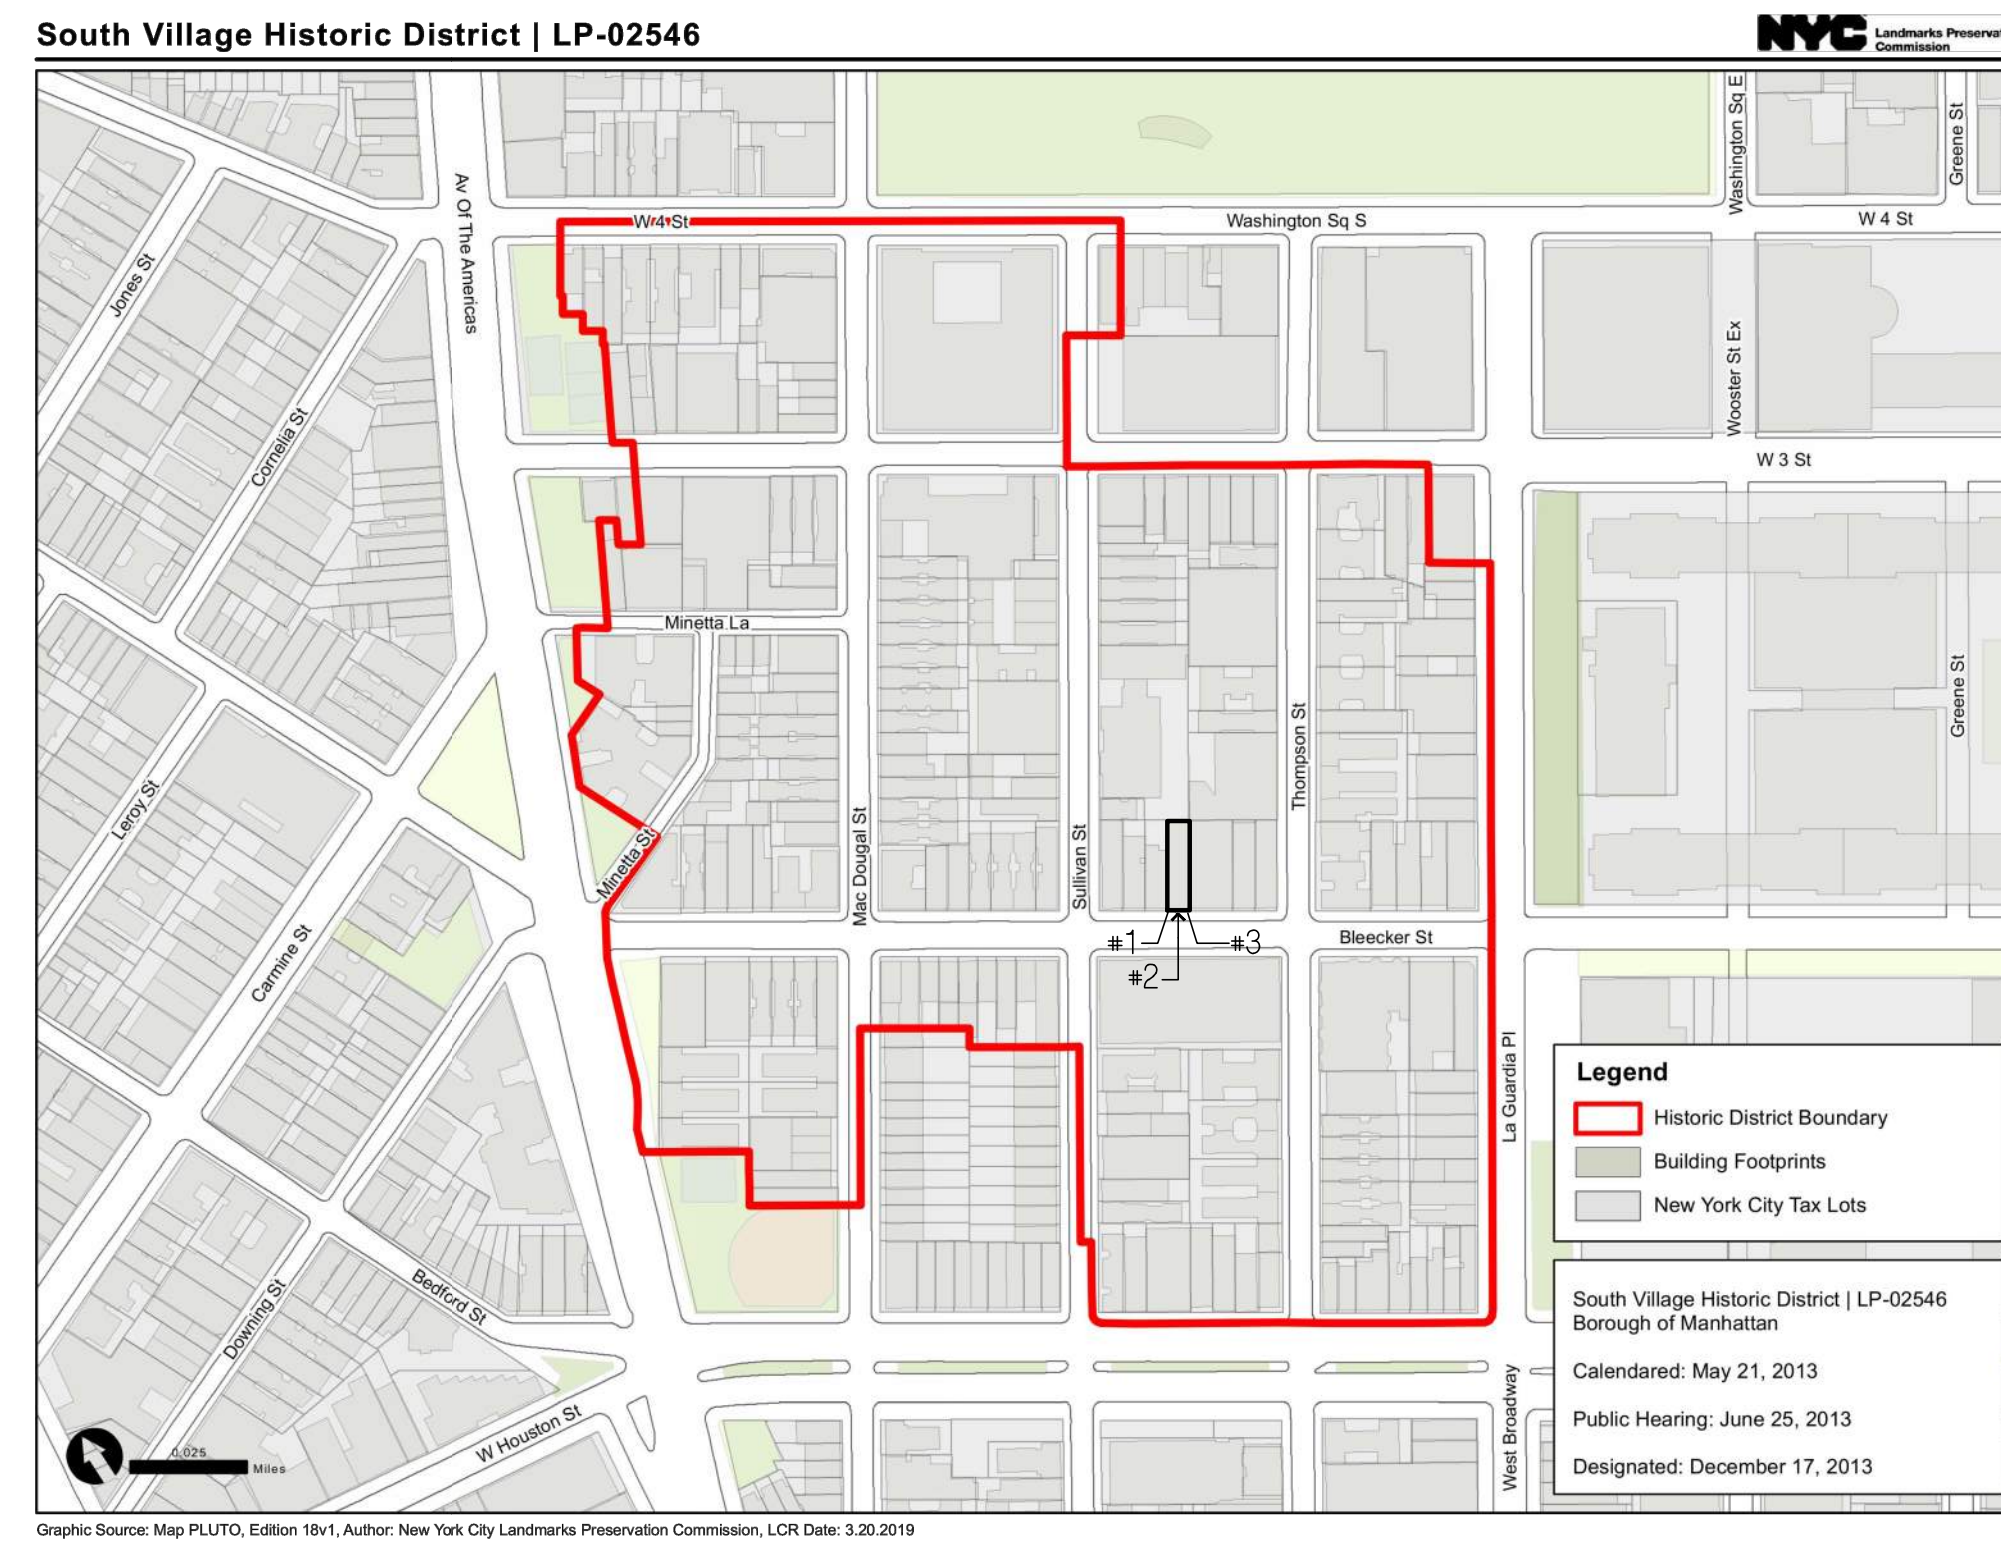 South Village Historic District | LP-02546
NYC Landmarks
Commission
Washington Sq E
Greene St
Av Of The Americas
W 4 St
Washington Sq S
W 4 St
Jones St
Cornelia St
Wooster St Ex
W 3 St
Minetta La
Greene St
Thompson St
Leroy St
Mac Dougal St
Sullivan St
Minetta St
Carmine St
Bleecker St
#1
#3
#2
La Guardia Pl
Legend
Historic District Boundary
Building Footprints
New York City Tax Lots
Bedford St
Downing St
South Village Historic District | LP-02546
Borough of Manhattan
Calendared: May 21, 2013
Public Hearing: June 25, 2013
Designated: December 17, 2013
West Broadway
W Houston St
0.025
Miles
Graphic Source: Map PLUTO, Edition 18v1, Author: New York City Landmarks Preservation Commission, LCR Date: 3.20.2019